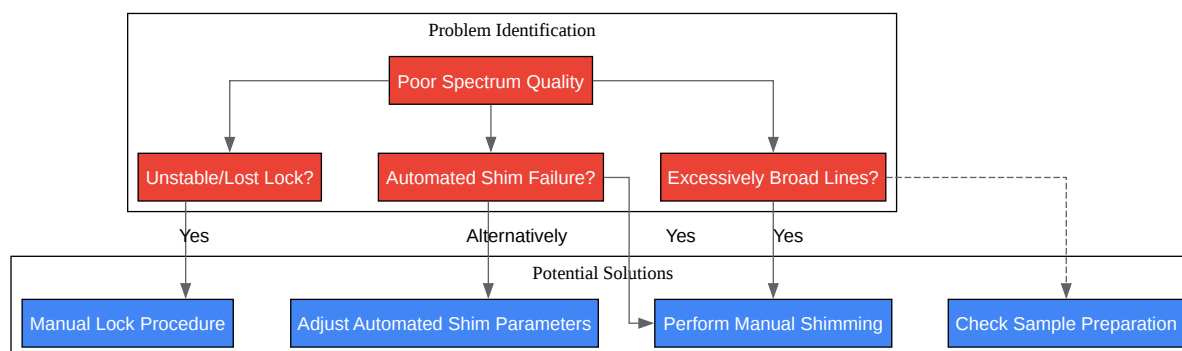 Problem Identification
Poor Spectrum Quality
Unstable/Lost Lock?
Automated Shim Failure?
Excessively Broad Lines?
Yes
Alternatively
Yes
Yes
Potential Solutions
Manual Lock Procedure
Adjust Automated Shim Parameters
Perform Manual Shimming
Check Sample Preparation